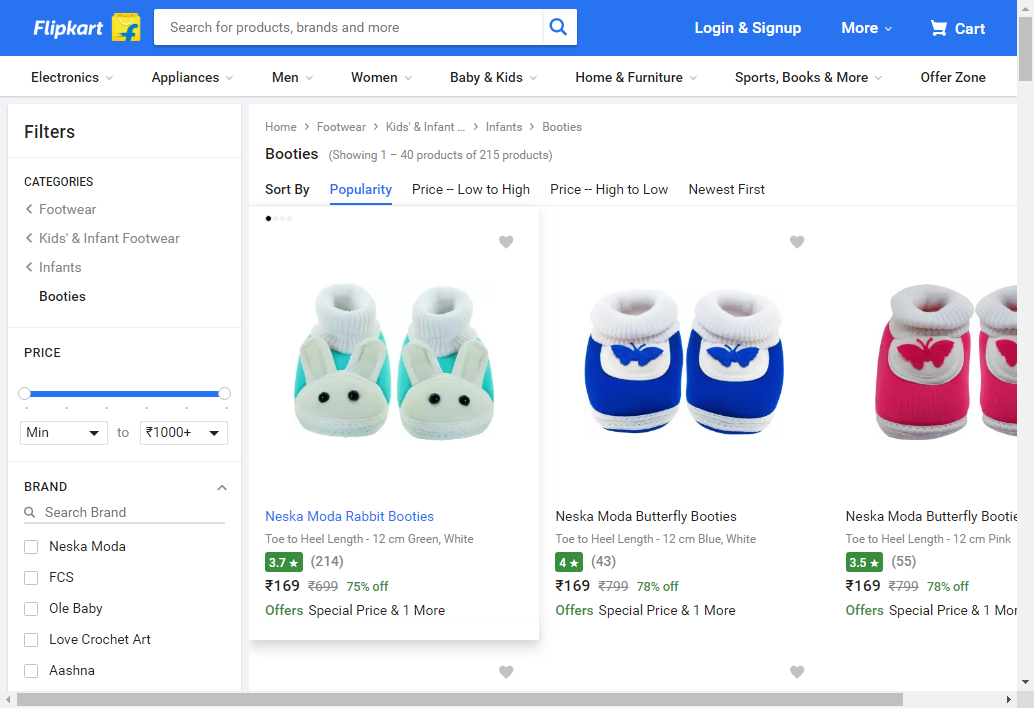 Flipkart
Search for products, brands and more
Login & Signup
More
Cart
Electronics
Appliances
Men
Women
Baby & Kids
Home & Furniture
Sports, Books & More
Offer Zone
Filters
CATEGORIES
Footwear
Kids' & Infant Footwear
Infants
Booties
PRICE
Min to ₹1000+
BRAND
Search Brand
Neska Moda
FCS
Ole Baby
Love Crochet Art
Aashna
Home > Footwear > Kids' & Infant ... > Infants > Booties
Booties (Showing 1 – 40 products of 215 products)
Sort By Popularity Price -- Low to High Price -- High to Low Newest First
Neska Moda Rabbit Booties
Toe to Heel Length - 12 cm Green, White
3.7 ★ (214)
₹169 ₹699 75% off
Offers Special Price & 1 More
Neska Moda Butterfly Booties
Toe to Heel Length - 12 cm Blue, White
4 ★ (43)
₹169 ₹799 78% off
Offers Special Price & 1 More
Neska Moda Butterfly Bootie
Toe to Heel Length - 12 cm Pink
3.5 ★ (55)
₹169 ₹799 78% off
Offers Special Price & 1 Mor